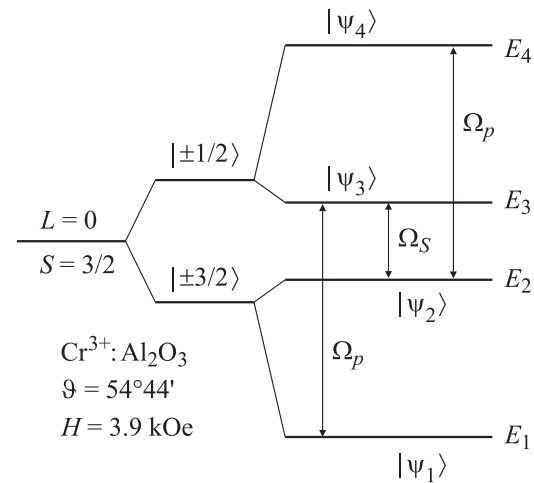 |ψ₄⟩
E₄
Ωₚ
|±1/2⟩
|ψ₃⟩
E₃
L = 0
Ω_S
S = 3/2
|±3/2⟩
E₂
|ψ₂⟩
Cr³⁺: Al₂O₃
Ωₚ
ϑ = 54°44'
H = 3.9 kOe
E₁
|ψ₁⟩